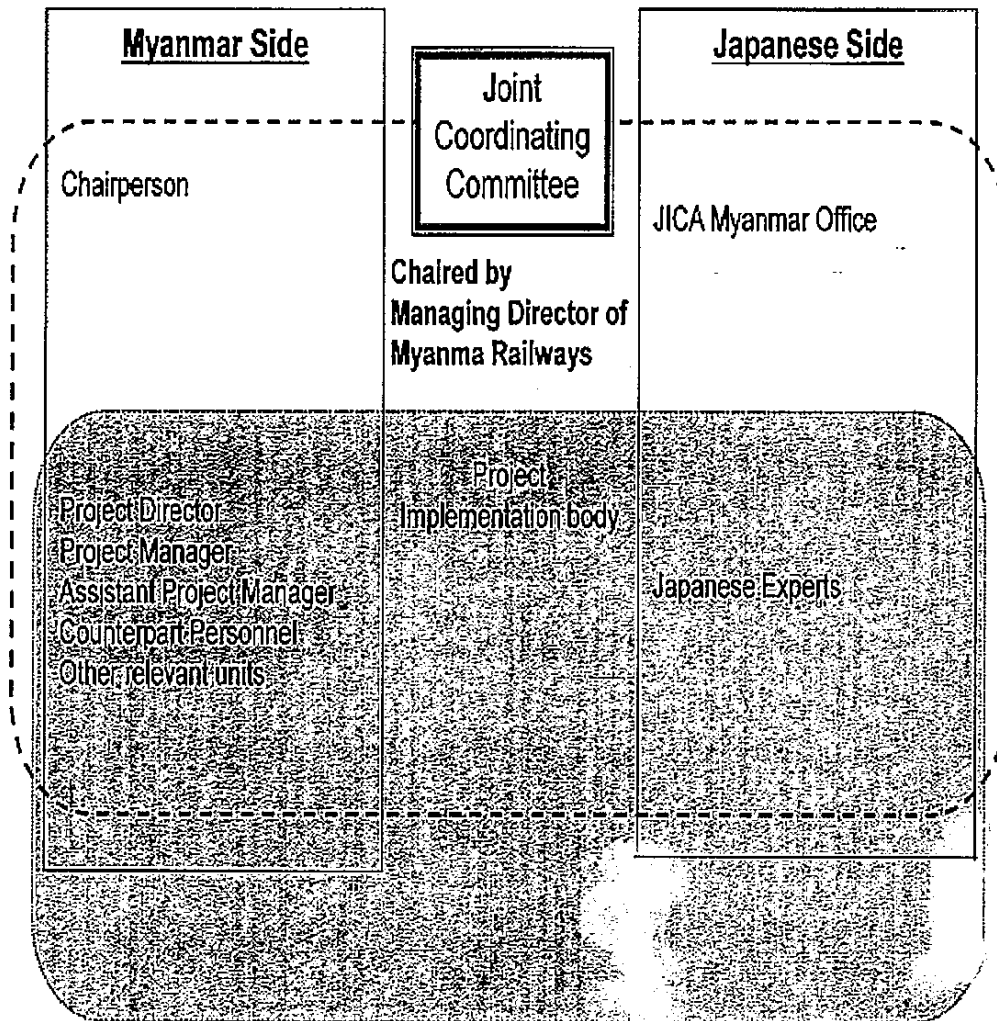 Myanmar Side
Joint
Coordinating
Committee
Japanese Side
Chairperson
JICA Myanmar Office
Chaired by
Managing Director of
Myanma Railways
Project
Implementation body
Project Director
Project Manager
Assistant Project Manager
Counterpart Personnel
Other relevant units
Japanese Experts